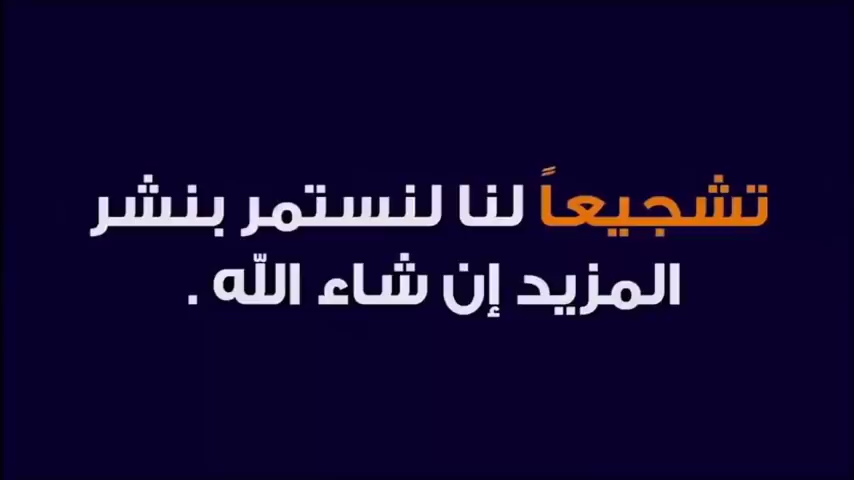 تشجيعاً لنا لنستمر بنشر
المزيد إن شاء الله .